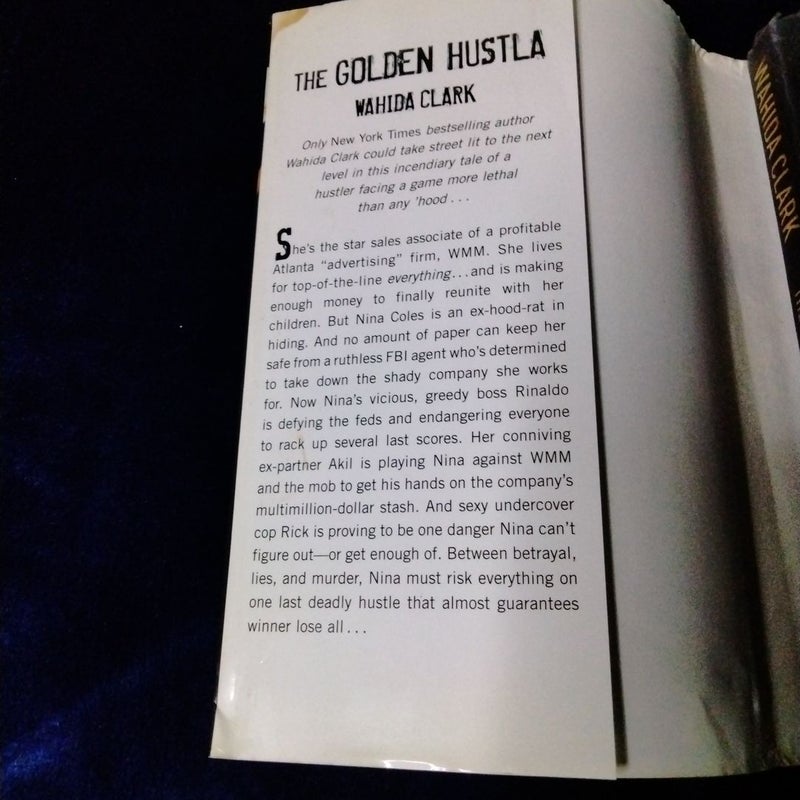 THE GOLDEN HUSTLA
WAHIDA CLARK
Only New York Times bestselling author
Wahida Clark could take street lit to the next
level in this incendiary tale of a
hustler facing a game more lethal
than any 'hood . . .
She's the star sales associate of a profitable
Atlanta “advertising” firm, WMM. She lives
for top-of-the-line everything...and is making
enough money to finally reunite with her
children. But Nina Coles is an ex-hood-rat in
hiding. And no amount of paper can keep her
safe from a ruthless FBI agent who's determined
to take down the shady company she works
for. Now Nina's vicious, greedy boss Rinaldo
is defying the feds and endangering everyone
to rack up several last scores. Her conniving
ex-partner Akil is playing Nina against WMM
and the mob to get his hands on the company's
multimillion-dollar stash. And sexy undercover
cop Rick is proving to be one danger Nina can't
figure out—or get enough of. Between betrayal,
lies, and murder, Nina must risk everything on
one last deadly hustle that almost guarantees
winner lose all . . .
WAHIDA CLARK